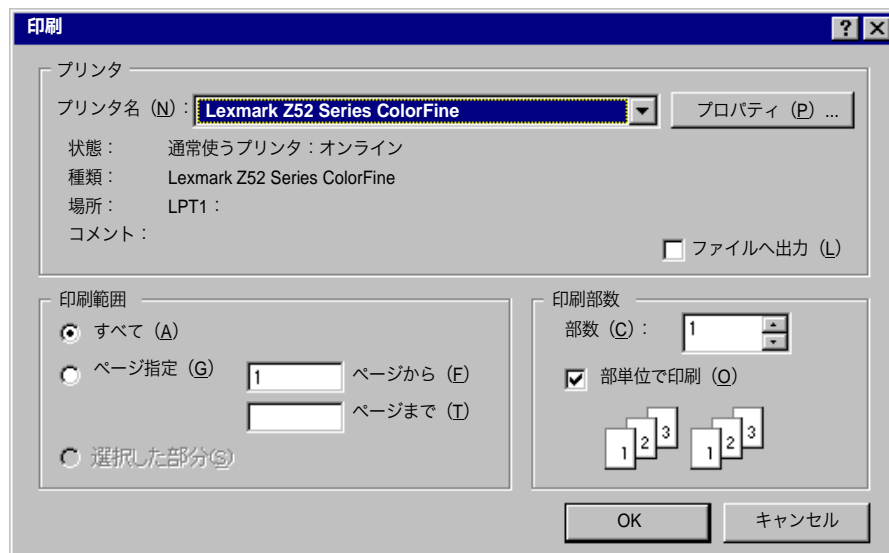 印刷
プリンタ
プリンタ名（N）：Lexmark Z52 Series ColorFine
プロパティ（P）...
状態： 通常使うプリンタ：オンライン
種類： Lexmark Z52 Series ColorFine
場所： LPT1：
コメント：
ファイルへ出力（L）
印刷範囲
すべて（A）
ページ指定（G） 1 ページから（F）
ページまで（T）
選択した部分(S)
印刷部数
部数（C）： 1
部単位で印刷（O）
1 2 3 1 2 3
OK キャンセル